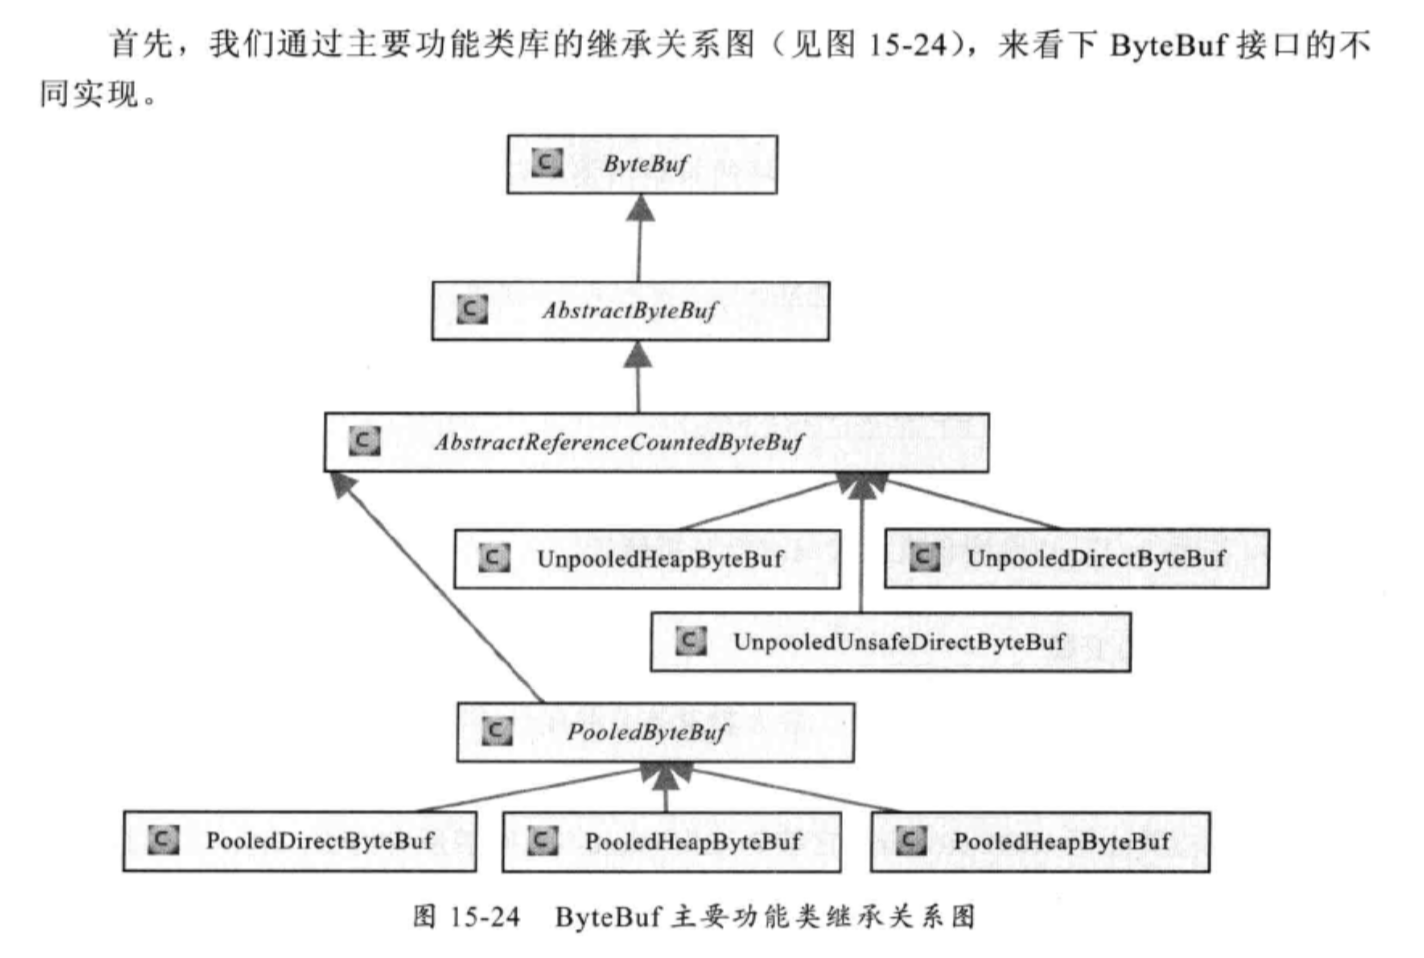 首先，我们通过主要功能类库的继承关系图（见图 15-24），来看下 ByteBuf 接口的不
同实现。
C ByteBuf
C AbstractByteBuf
C AbstractReferenceCountedByteBuf
C UnpooledHeapByteBuf
C UnpooledDirectByteBuf
C UnpooledUnsafeDirectByteBuf
C PooledByteBuf
C PooledDirectByteBuf
C PooledHeapByteBuf
C PooledHeapByteBuf
图 15-24 ByteBuf 主要功能类继承关系图